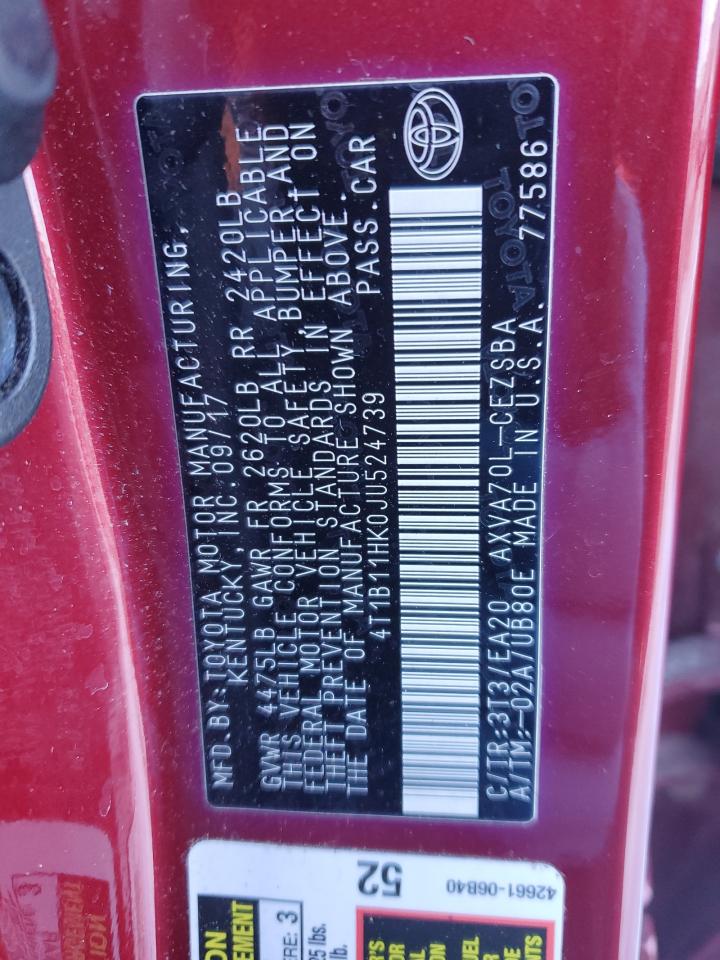 MFD. BY: TOYOTA MOTOR MANUFACTURING,
KENTUCKY, INC. 09/17
GVWR 4475LB GAWR FR 2620LB RR 2420LB
THIS VEHICLE CONFORMS TO ALL APPLICABLE
FEDERAL MOTOR VEHICLE SAFETY, BUMPER, AND
THEFT PREVENTION STANDARDS IN EFFECT ON
THE DATE OF MANUFACTURE SHOWN ABOVE.
4T1B11HK0JU524739 PASS. CAR
C/TR:3T3/EA20 AXVA70L-CEZSBA
A/TM:-02A/UB80E MADE IN U.S.A. 77586
TOYOTA
52
42661-06B40